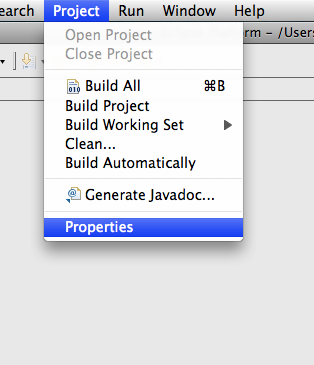 earch Project Run Window Help
Open Project
rm – /Users
Close Project
Build All ⌘B
Build Project
Build Working Set
Clean...
Build Automatically
Generate Javadoc...
Properties